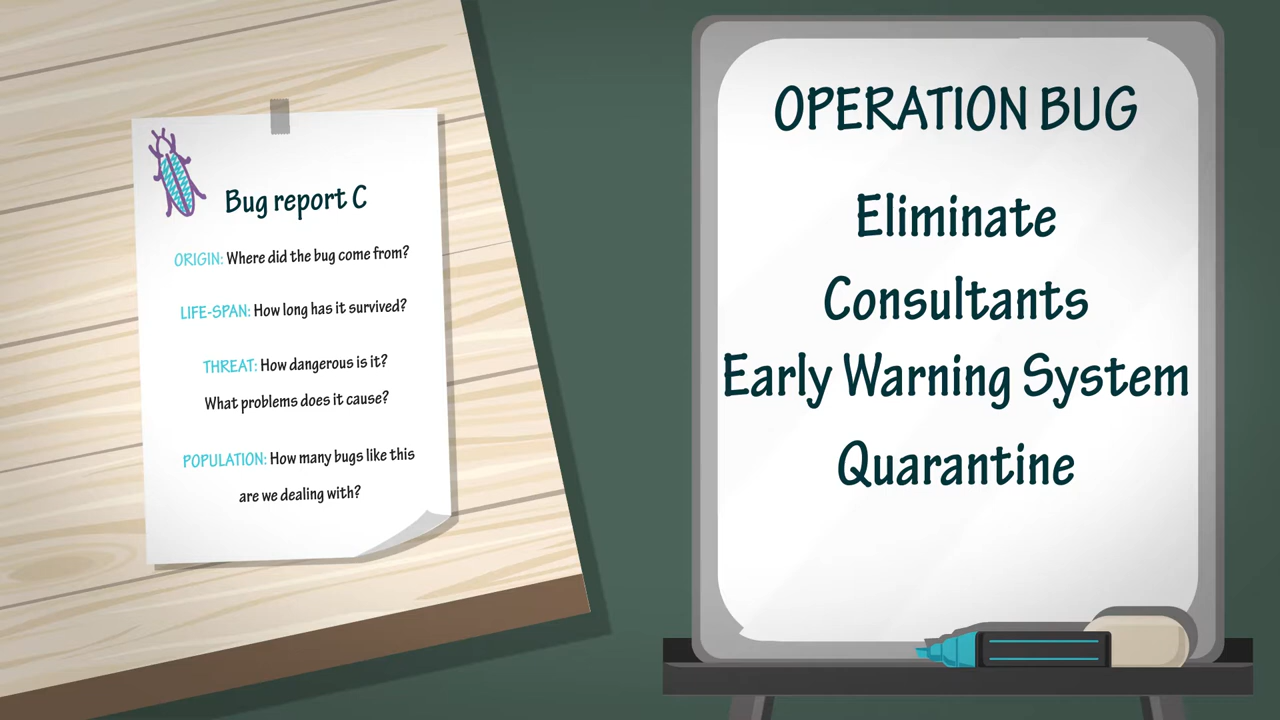 Bug report C
ORIGIN: Where did the bug come from?
LIFE-SPAN: How long has it survived?
THREAT: How dangerous is it?
What problems does it cause?
POPULATION: How many bugs like this
are we dealing with?
OPERATION BUG
Eliminate
Consultants
Early Warning System
Quarantine